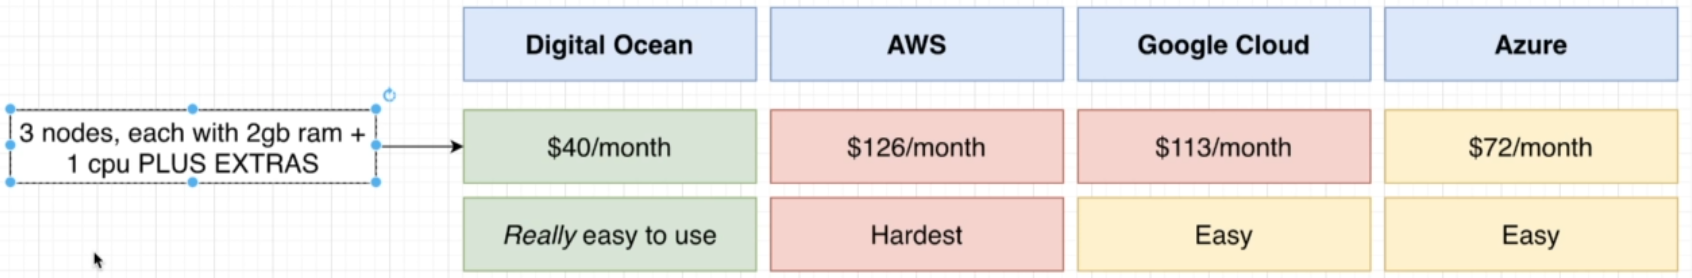 Digital Ocean
AWS
Google Cloud
Azure
3 nodes, each with 2gb ram +
1 cpu PLUS EXTRAS
$40/month
$126/month
$113/month
$72/month
Really easy to use
Hardest
Easy
Easy